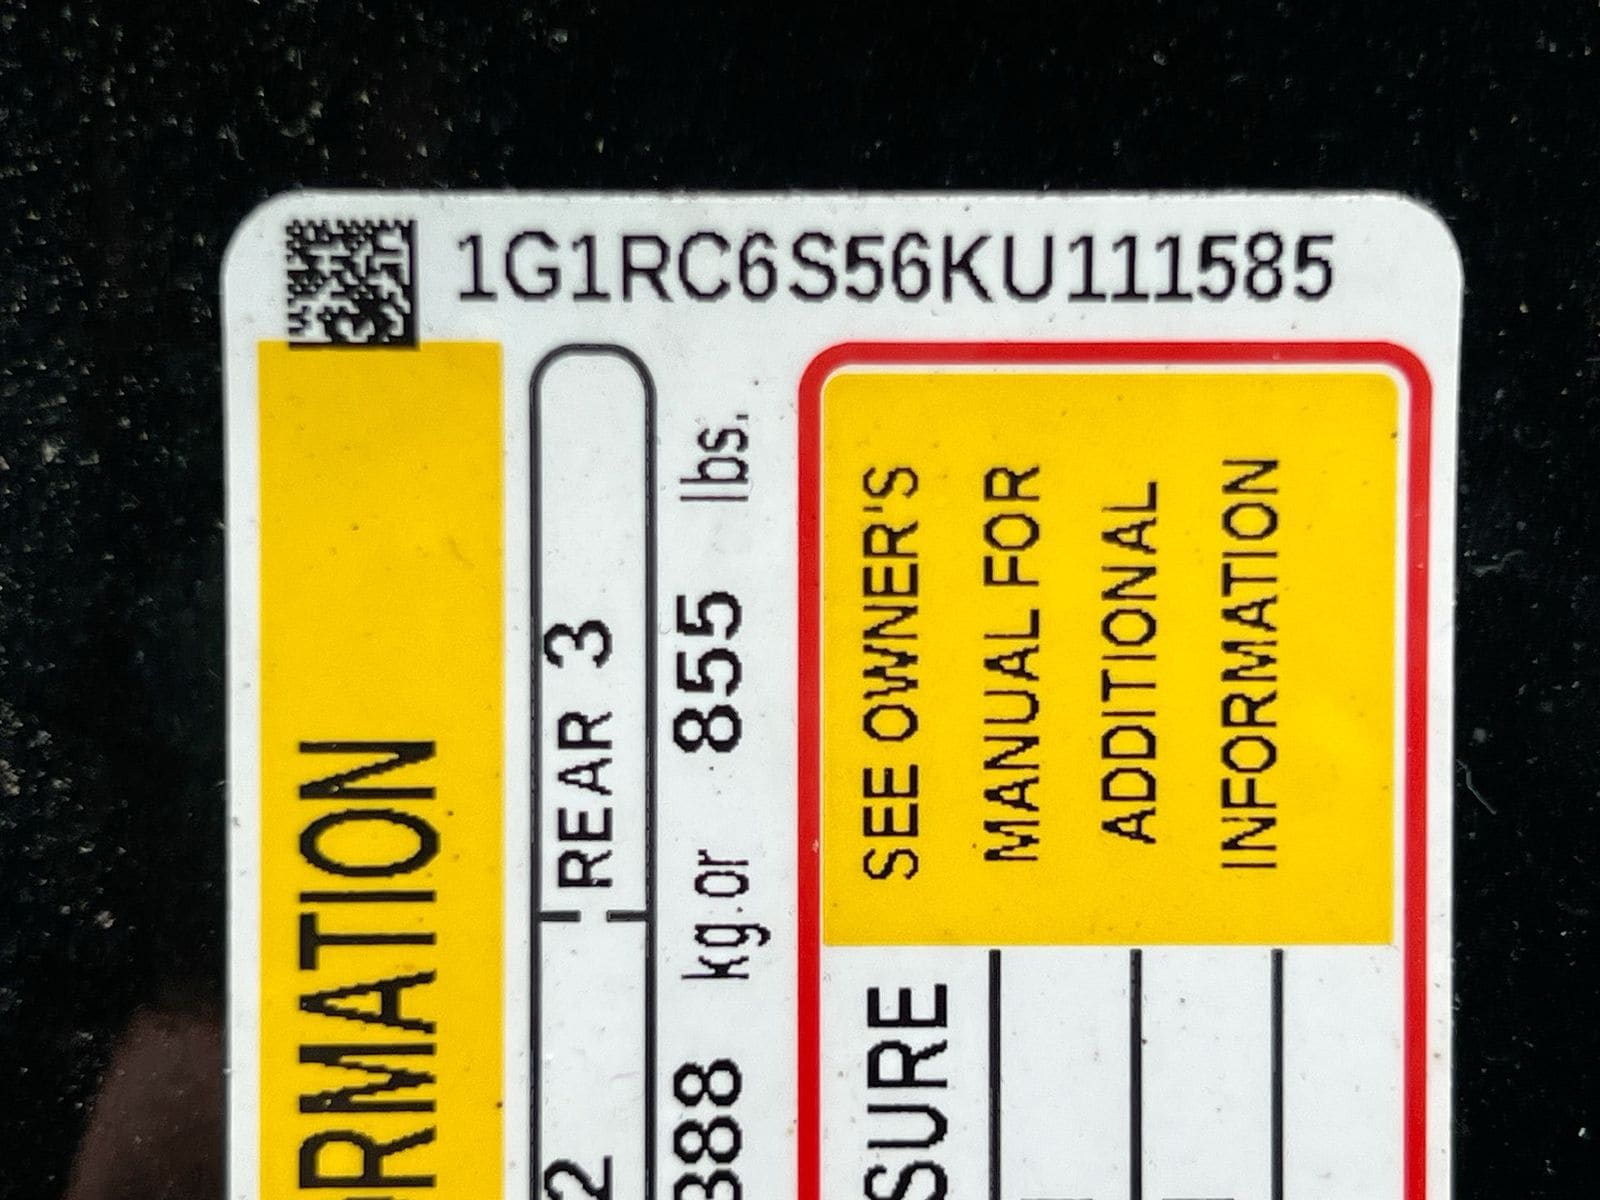 1G1RC6S56KU111585
RMATION
2 REAR 3
388 kg or 855 lbs.
SURE
SEE OWNER'S
MANUAL FOR
ADDITIONAL
INFORMATION